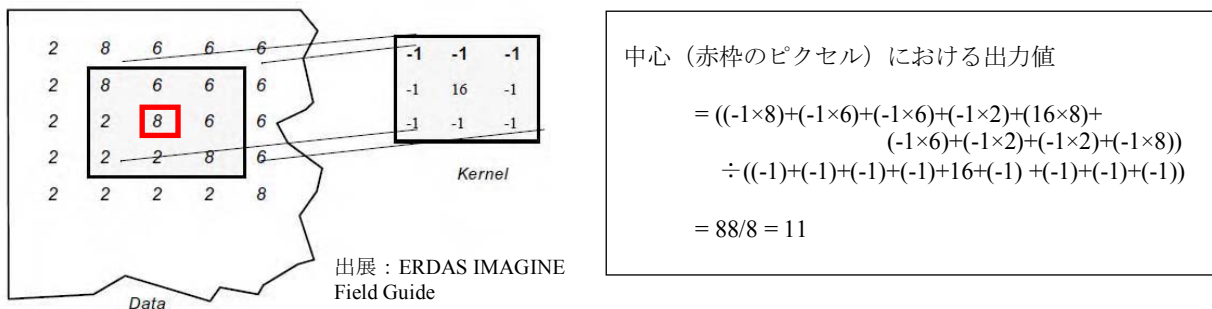 2 8 6 6 6
2 8 6 6 6
2 2 8 6 6
2 2 2 8 6
2 2 2 2 8
Data
-1 -1 -1
-1 16 -1
-1 -1 -1
Kernel
出展：ERDAS IMAGINE
Field Guide
中心（赤枠のピクセル）における出力値
= ((-1×8)+(-1×6)+(-1×6)+(-1×2)+(16×8)+
(-1×6)+(-1×2)+(-1×2)+(-1×8))
÷((-1)+(-1)+(-1)+(-1)+16+(-1) +(-1)+(-1)+(-1))
= 88/8 = 11